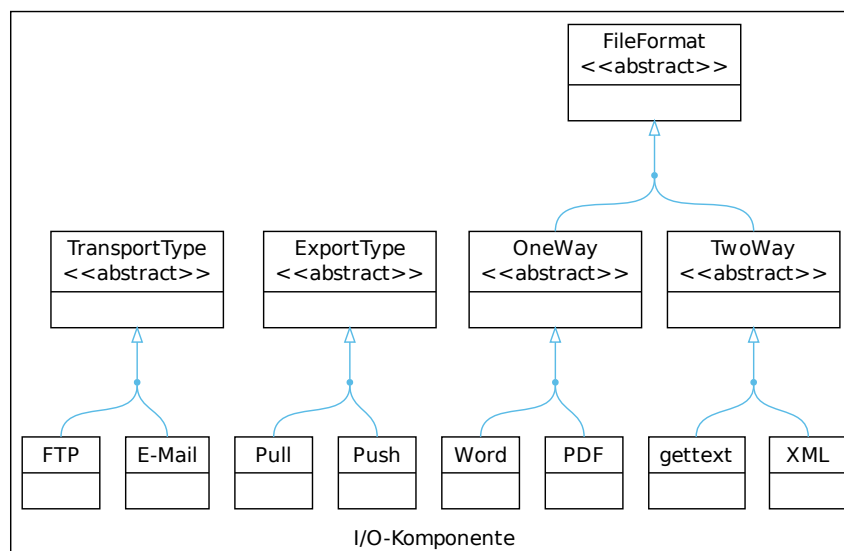 FileFormat
<<abstract>>
TransportType
<<abstract>>
ExportType
<<abstract>>
OneWay
<<abstract>>
TwoWay
<<abstract>>
FTP
E-Mail
Pull
Push
Word
PDF
gettext
XML
I/O-Komponente